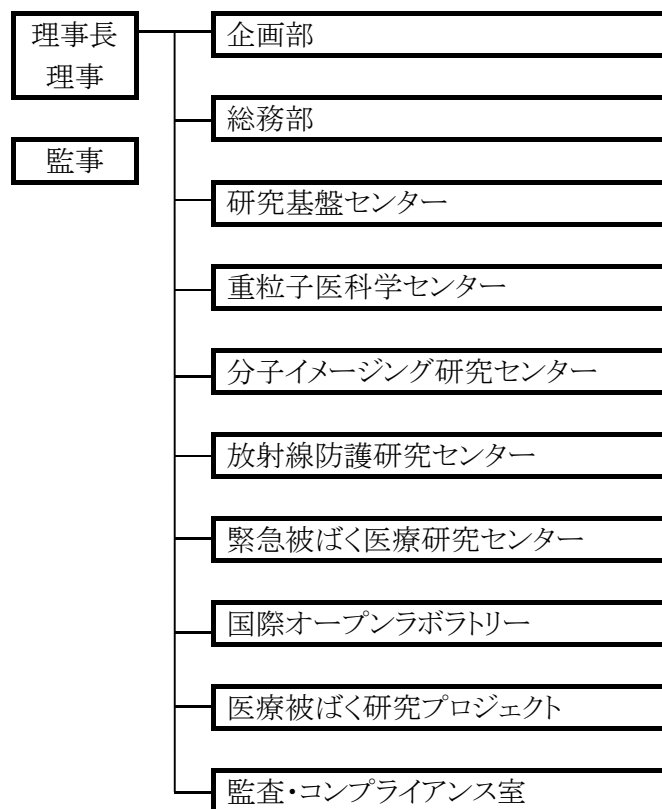 理事長
理事
監事
企画部
総務部
研究基盤センター
重粒子医科学センター
分子イメージング研究センター
放射線防護研究センター
緊急被ばく医療研究センター
国際オープンラボラトリー
医療被ばく研究プロジェクト
監査・コンプライアンス室